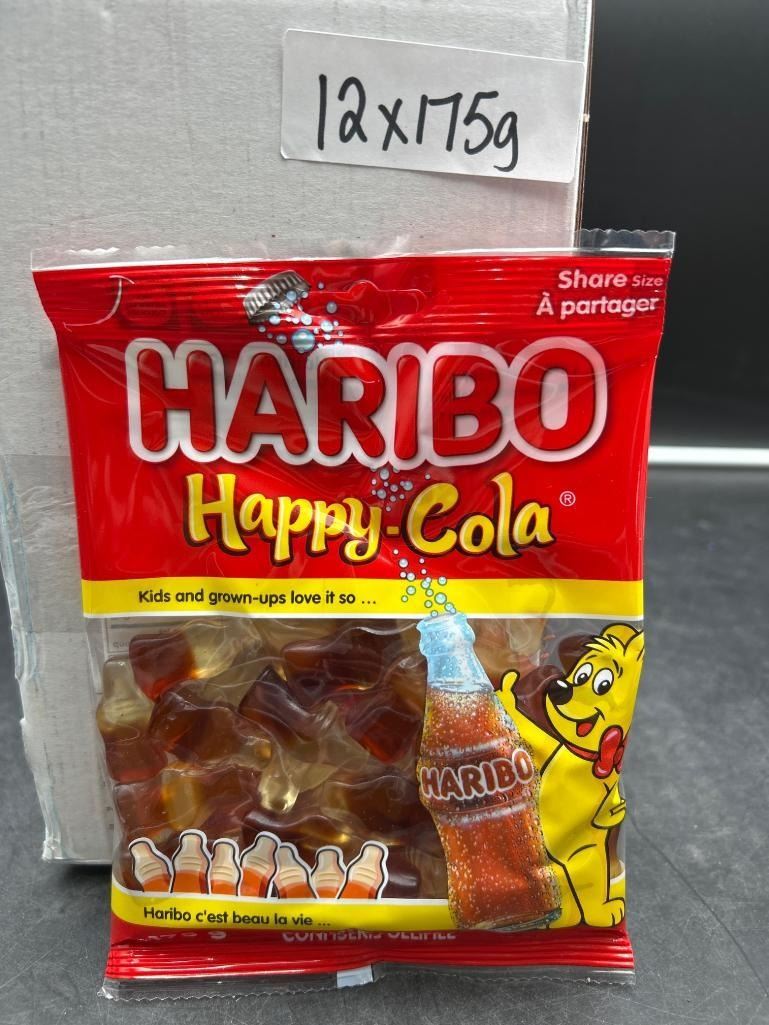 12x175g
Share Size
À partager
HARIBO
Happy-Cola®
Kids and grown-ups love it so ...
HARIBO
Haribo c'est beau la vie ...